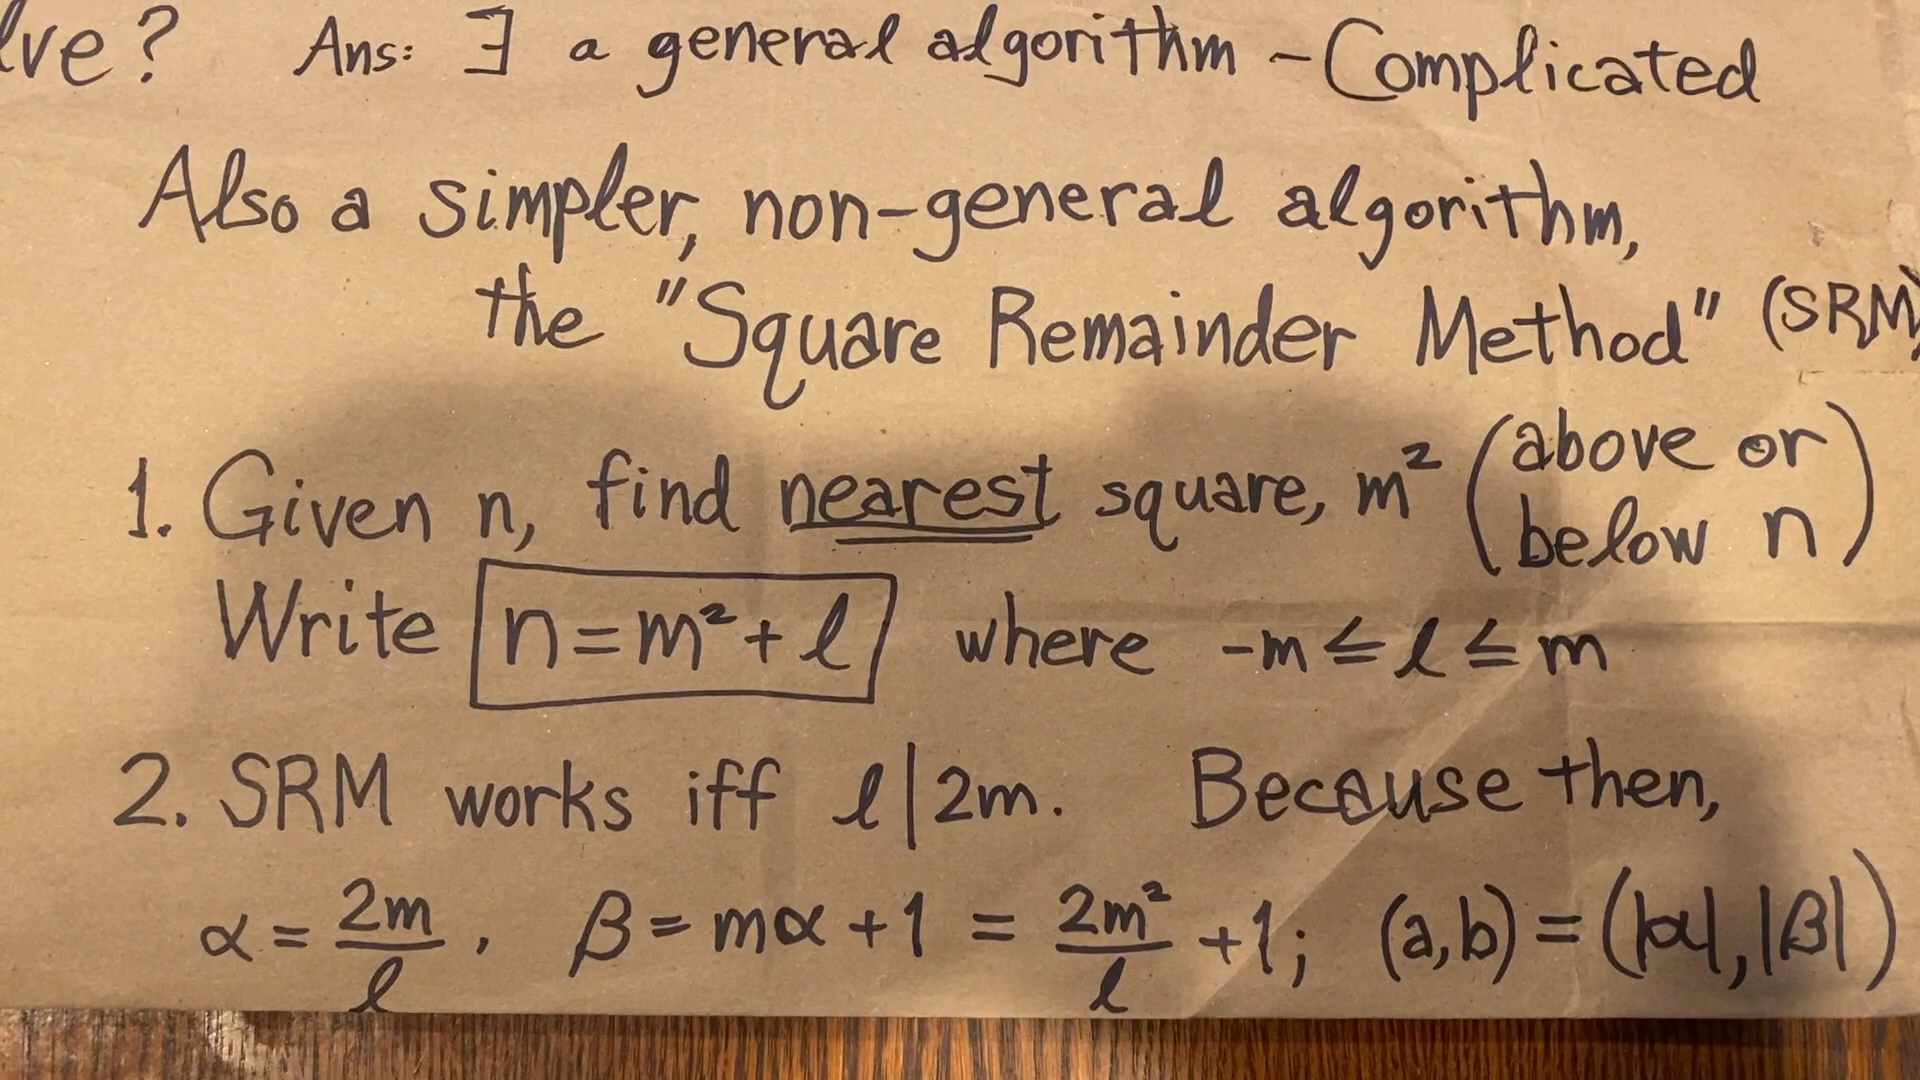 lve? Ans: ∃ a general algorithm - Complicated
Also a simpler, non-general algorithm,
the "Square Remainder Method" (SRM)
1. Given n, find nearest square, m² (above or below n)
Write n=m²+l where -m≤l≤m
2. SRM works iff l|2m. Because then,
α = 2m/l, β = mα+1 = 2m²/l +1; (a,b) = (|α|,|β|)